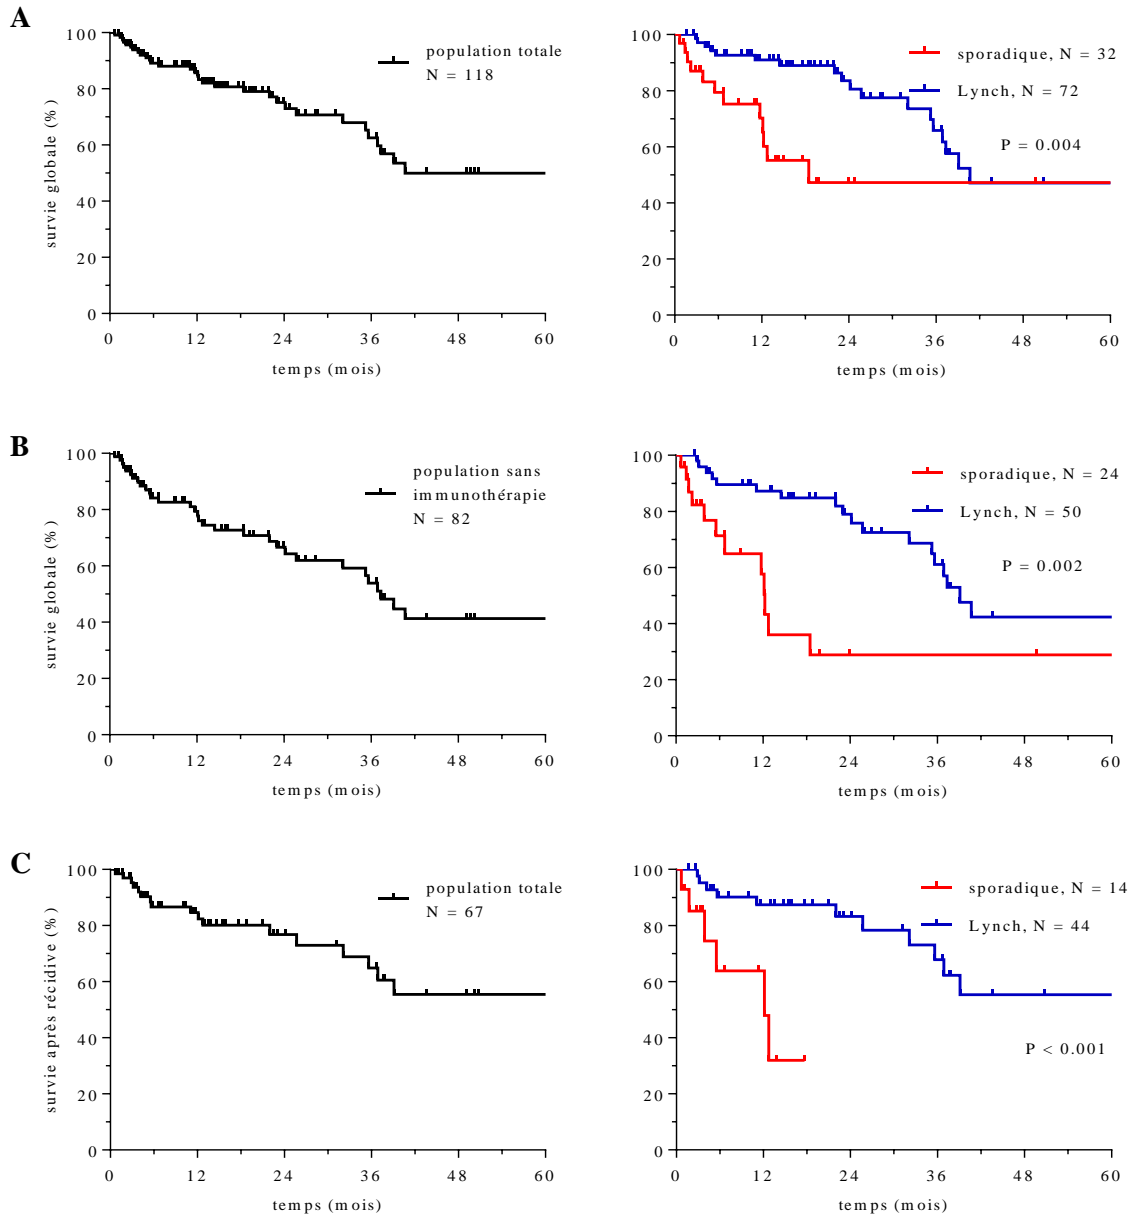 A
100
80
60
40
20
0
survie globale (%)
population totale
N = 118
0 12 24 36 48 60
temps (mois)
100
80
60
40
20
0
sporadique, N = 32
Lynch, N = 72
P = 0.004
0 12 24 36 48 60
temps (mois)
B
100
80
60
40
20
0
survie globale (%)
population sans
immunothérapie
N = 82
0 12 24 36 48 60
temps (mois)
100
80
60
40
20
0
sporadique, N = 24
Lynch, N = 50
P = 0.002
0 12 24 36 48 60
temps (mois)
C
100
80
60
40
20
0
survie après récidive (%)
population totale
N = 67
0 12 24 36 48 60
temps (mois)
100
80
60
40
20
0
sporadique, N = 14
Lynch, N = 44
P < 0.001
0 12 24 36 48 60
temps (mois)